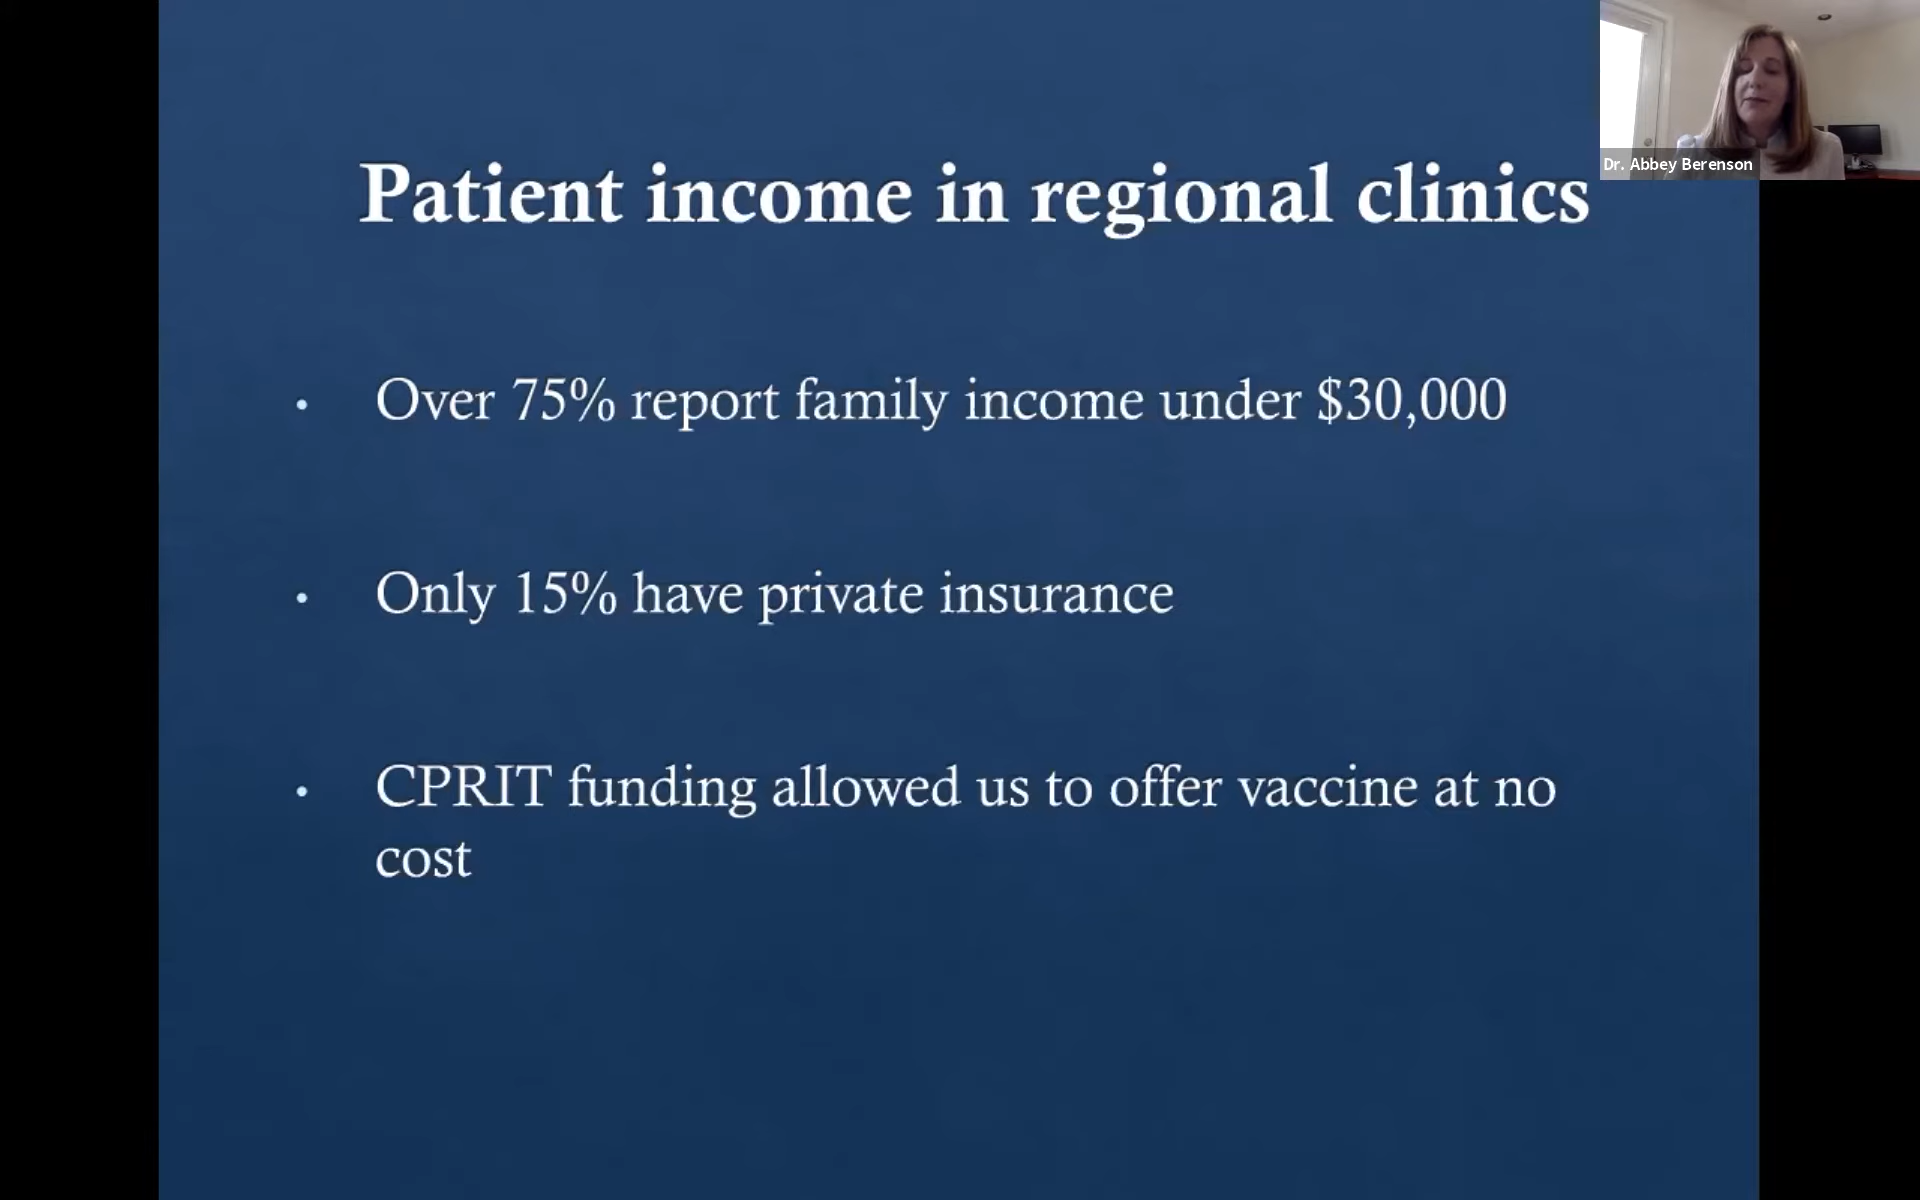 Patient income in regional clinics
Dr. Abbey Berenson
• Over 75% report family income under $30,000
• Only 15% have private insurance
• CPRIT funding allowed us to offer vaccine at no
cost